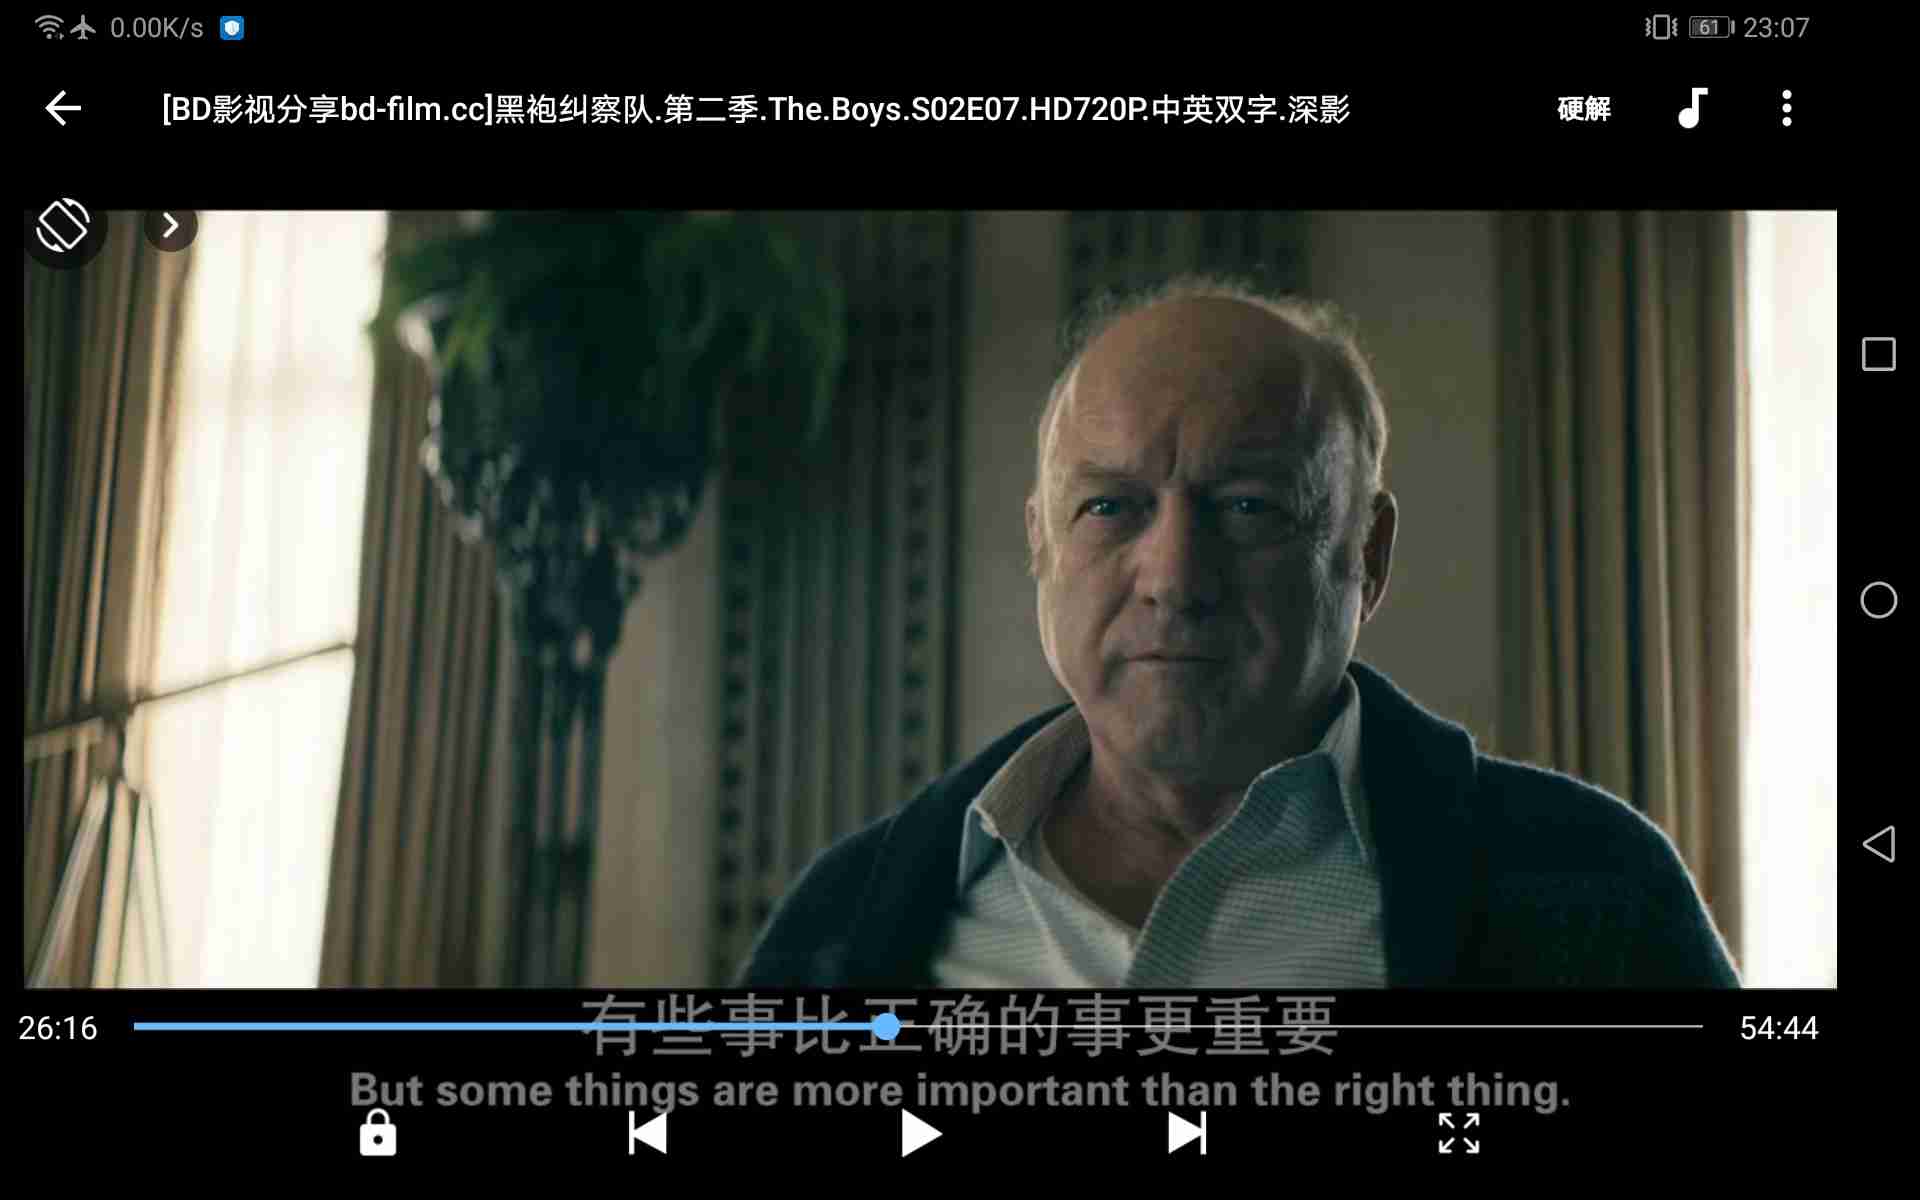 0.00K/s
61 23:07
[BD影视分享bd-film.cc]黑袍纠察队.第二季.The.Boys.S02E07.HD720P.中英双字.深影
硬解
有些事比正确的事更重要
26:16
54:44
But some things are more important than the right thing.